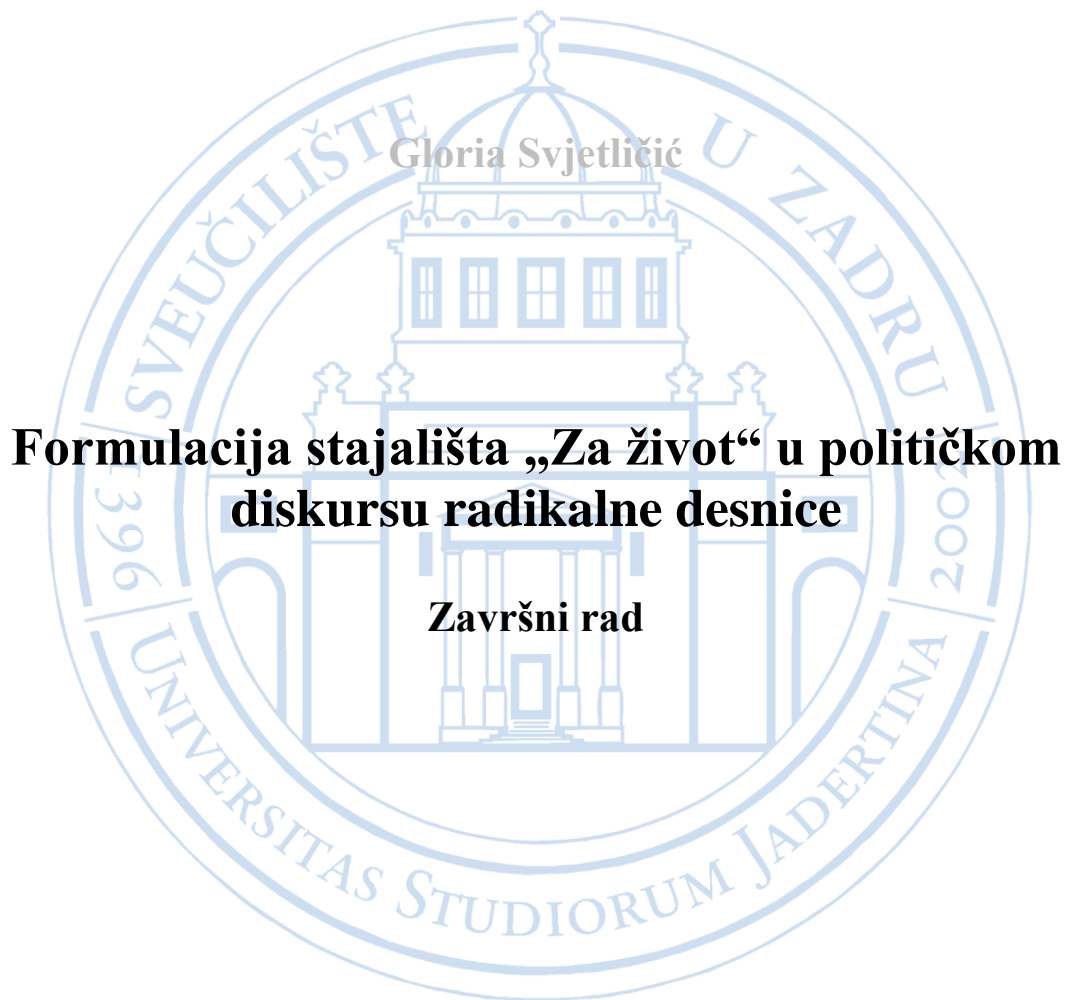 Gloria Svjetličić
Formulacija stajališta „Za život“ u političkom
diskursu radikalne desnice
Završni rad
SVEUČILIŠTE U ZADRU
1396
2002
UNIVERSITAS STUDIORUM JADERTINA